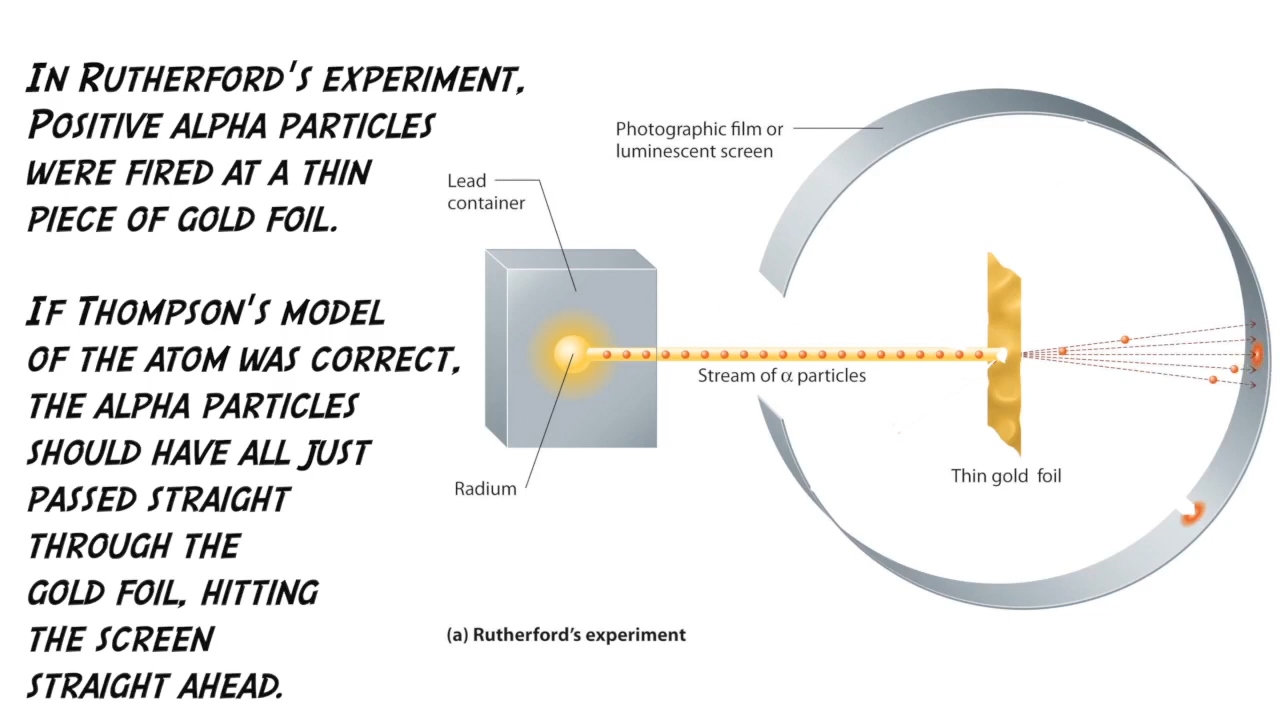 In Rutherford's experiment,
Positive alpha particles
were fired at a thin
piece of gold foil.
If Thompson's model
of the atom was correct,
the alpha particles
should have all just
passed straight
through the
gold foil, hitting
the screen
straight ahead.
Photographic film or
luminescent screen
Lead
container
Stream of α particles
Radium
Thin gold foil
(a) Rutherford's experiment